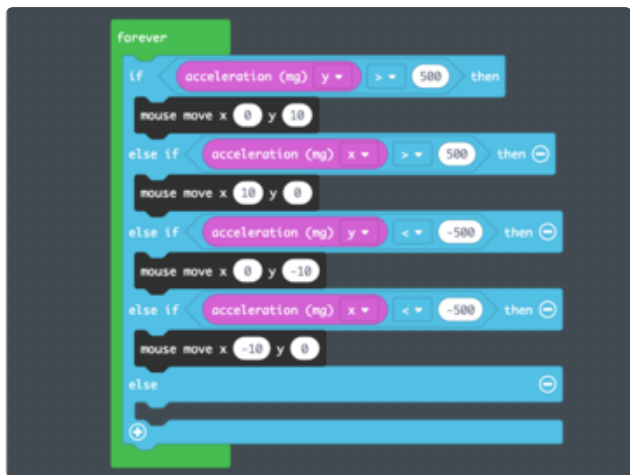 forever
if acceleration (mg) y > 500 then
mouse move x 0 y 10
else if acceleration (mg) x > 500 then
mouse move x 10 y 0
else if acceleration (mg) y < -500 then
mouse move x 0 y -10
else if acceleration (mg) x < -500 then
mouse move x -10 y 0
else